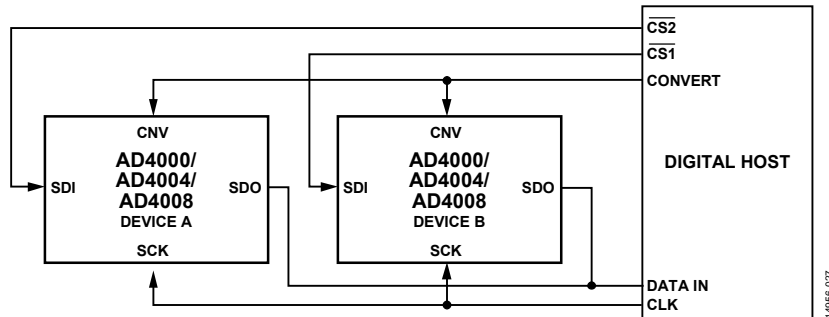 CS2
CS1
CONVERT
DIGITAL HOST
DATA IN
CLK
CNV
AD4000/
AD4004/
AD4008
DEVICE A
SDI
SDO
SCK
CNV
AD4000/
AD4004/
AD4008
DEVICE B
SDI
SDO
SCK